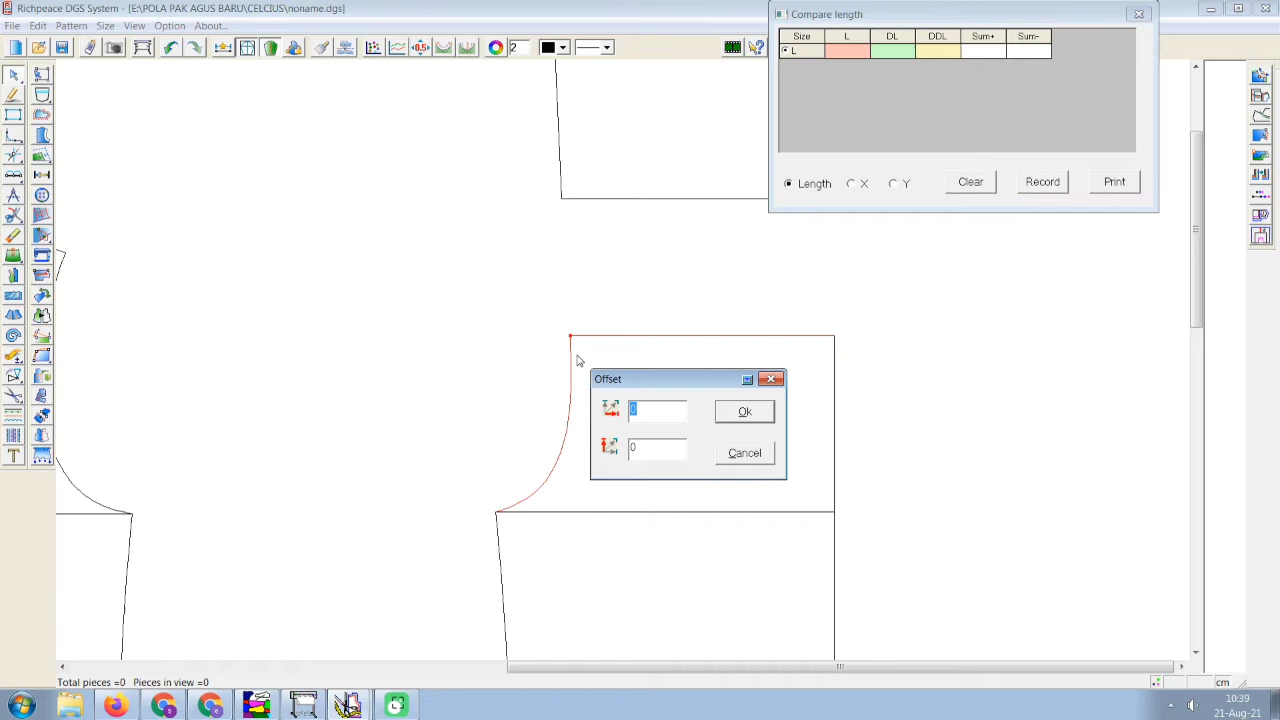 Richpeace DGS System - [E:\POLA PAK AGUS BARU\CELCIUS\noname.dgs]
File Edit Pattern Size View Option Help
2
Compare length
Size L DL DDL Sum+ Sum-
L
Length X Y Clear Record Print
Offset
0 Ok
0 Cancel
Total pieces =0 Pieces in view =0 cm
10:39
21-Aug-21